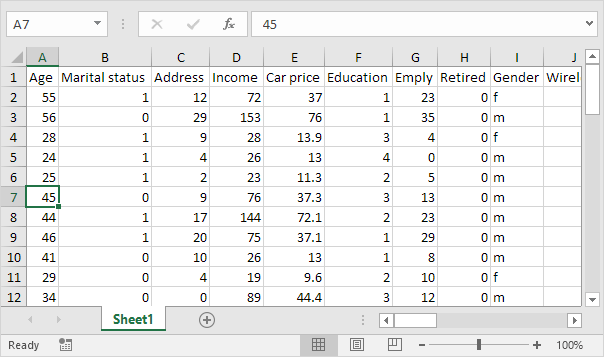 A7 45
A B C D E F G H I J
1 Age Marital status Address Income Car price Education Emply Retired Gender Wirel
2 55 1 12 72 37 1 23 0 f
3 56 0 29 153 76 1 35 0 m
4 28 1 9 28 13.9 3 4 0 f
5 24 1 4 26 13 4 0 0 m
6 25 1 2 23 11.3 2 5 0 m
7 45 0 9 76 37.3 3 13 0 m
8 44 1 17 144 72.1 2 23 0 m
9 46 1 20 75 37.1 1 29 0 m
10 41 0 10 26 13 1 8 0 m
11 29 0 4 19 9.6 2 10 0 f
12 34 0 0 89 44.4 3 12 0 m
Sheet1
Ready 100%